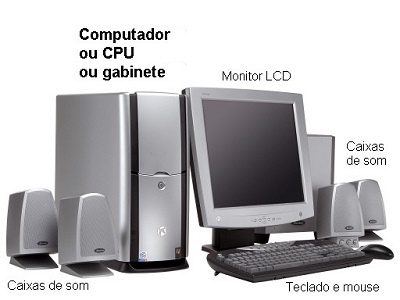 Computador
ou CPU
ou gabinete
Monitor LCD
Caixas
de som
Caixas de som
Teclado e mouse